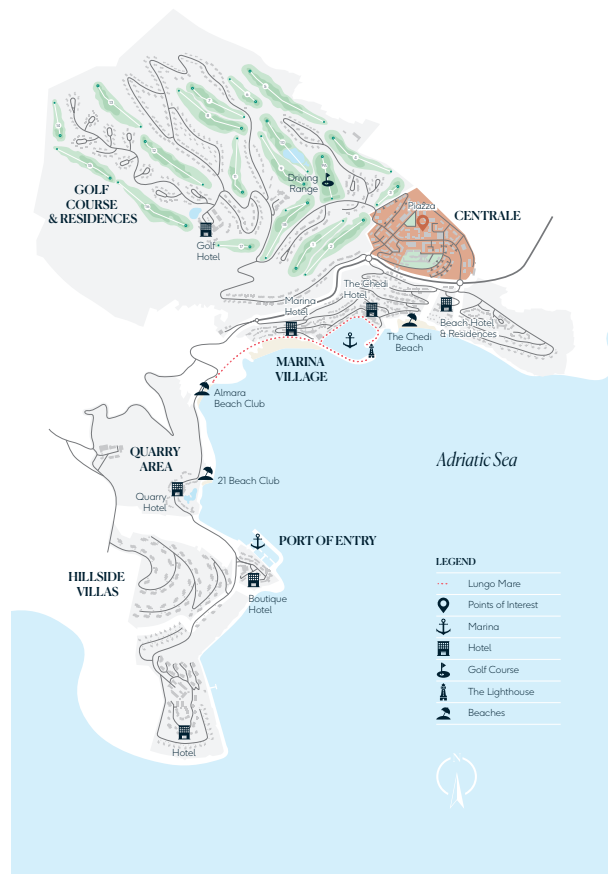 GOLF
COURSE
& RESIDENCES
Driving
Range
Golf
Hotel
Piazza
CENTRALE
The Chedi
Hotel
Marina
Hotel
Beach Hotel
& Residences
The Chedi
Beach
MARINA
VILLAGE
Almara
Beach Club
QUARRY
AREA
21 Beach Club
Quarry
Hotel
Adriatic Sea
PORT OF ENTRY
HILLSIDE
VILLAS
Boutique
Hotel
Hotel
LEGEND
Lungo Mare
Points of Interest
Marina
Hotel
Golf Course
The Lighthouse
Beaches
N